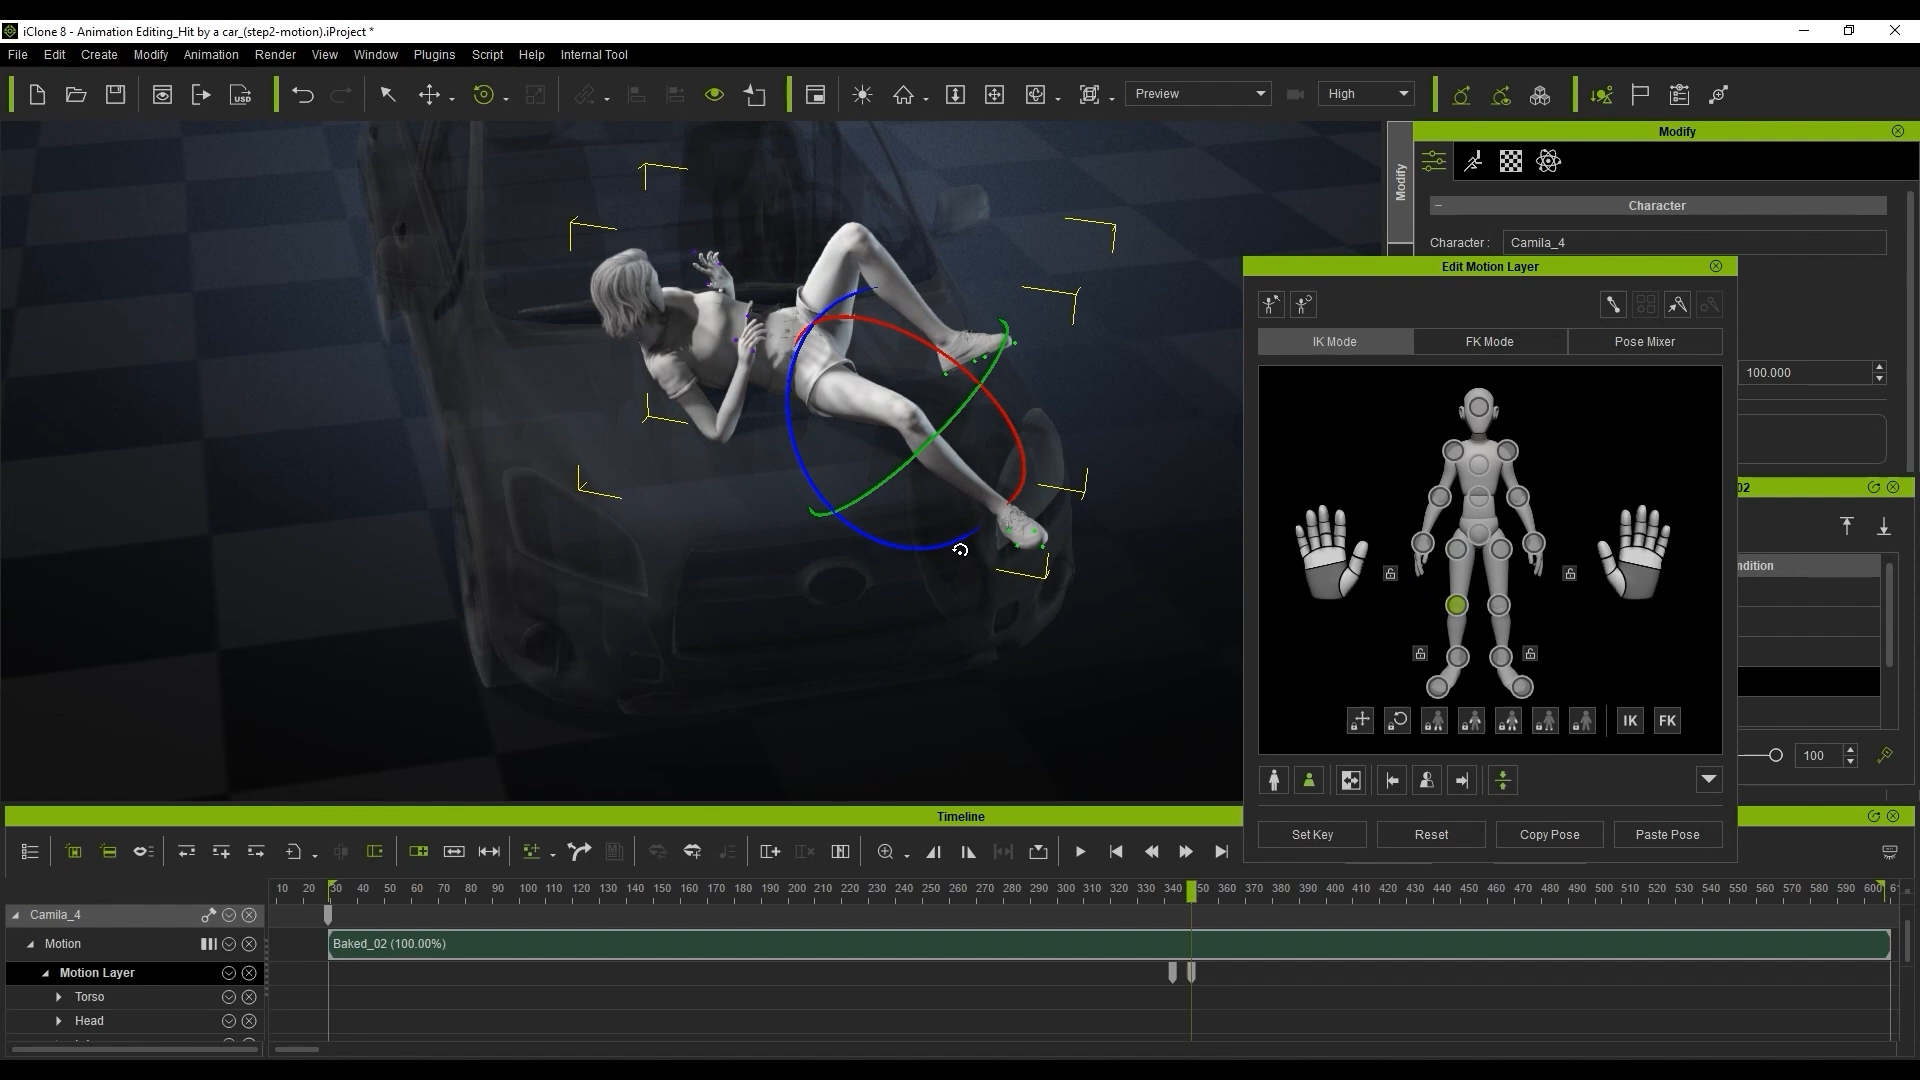 iClone 8 - Animation Editing_Hit by a car_(step2-motion).iProject *
File Edit Create Modify Animation Render View Window Plugins Script Help Internal Tool
USD
Preview
High
Modify
Modify
Character
Character :
Camila_4
Edit Motion Layer
IK Mode
FK Mode
Pose Mixer
100.000
02
ndition
IK
FK
100
Set Key
Reset
Copy Pose
Paste Pose
Timeline
10 20 30 40 50 60 70 80 90 100 110 120 130 140 150 160 170 180 190 200 210 220 230 240 250 260 270 280 290 300 310 320 330 340 50 360 370 380 390 400 410 420 430 440 450 460 470 480 490 500 510 520 530 540 550 560 570 580 590 600 6
Camila_4
Motion
Baked_02 (100.00%)
Motion Layer
Torso
Head